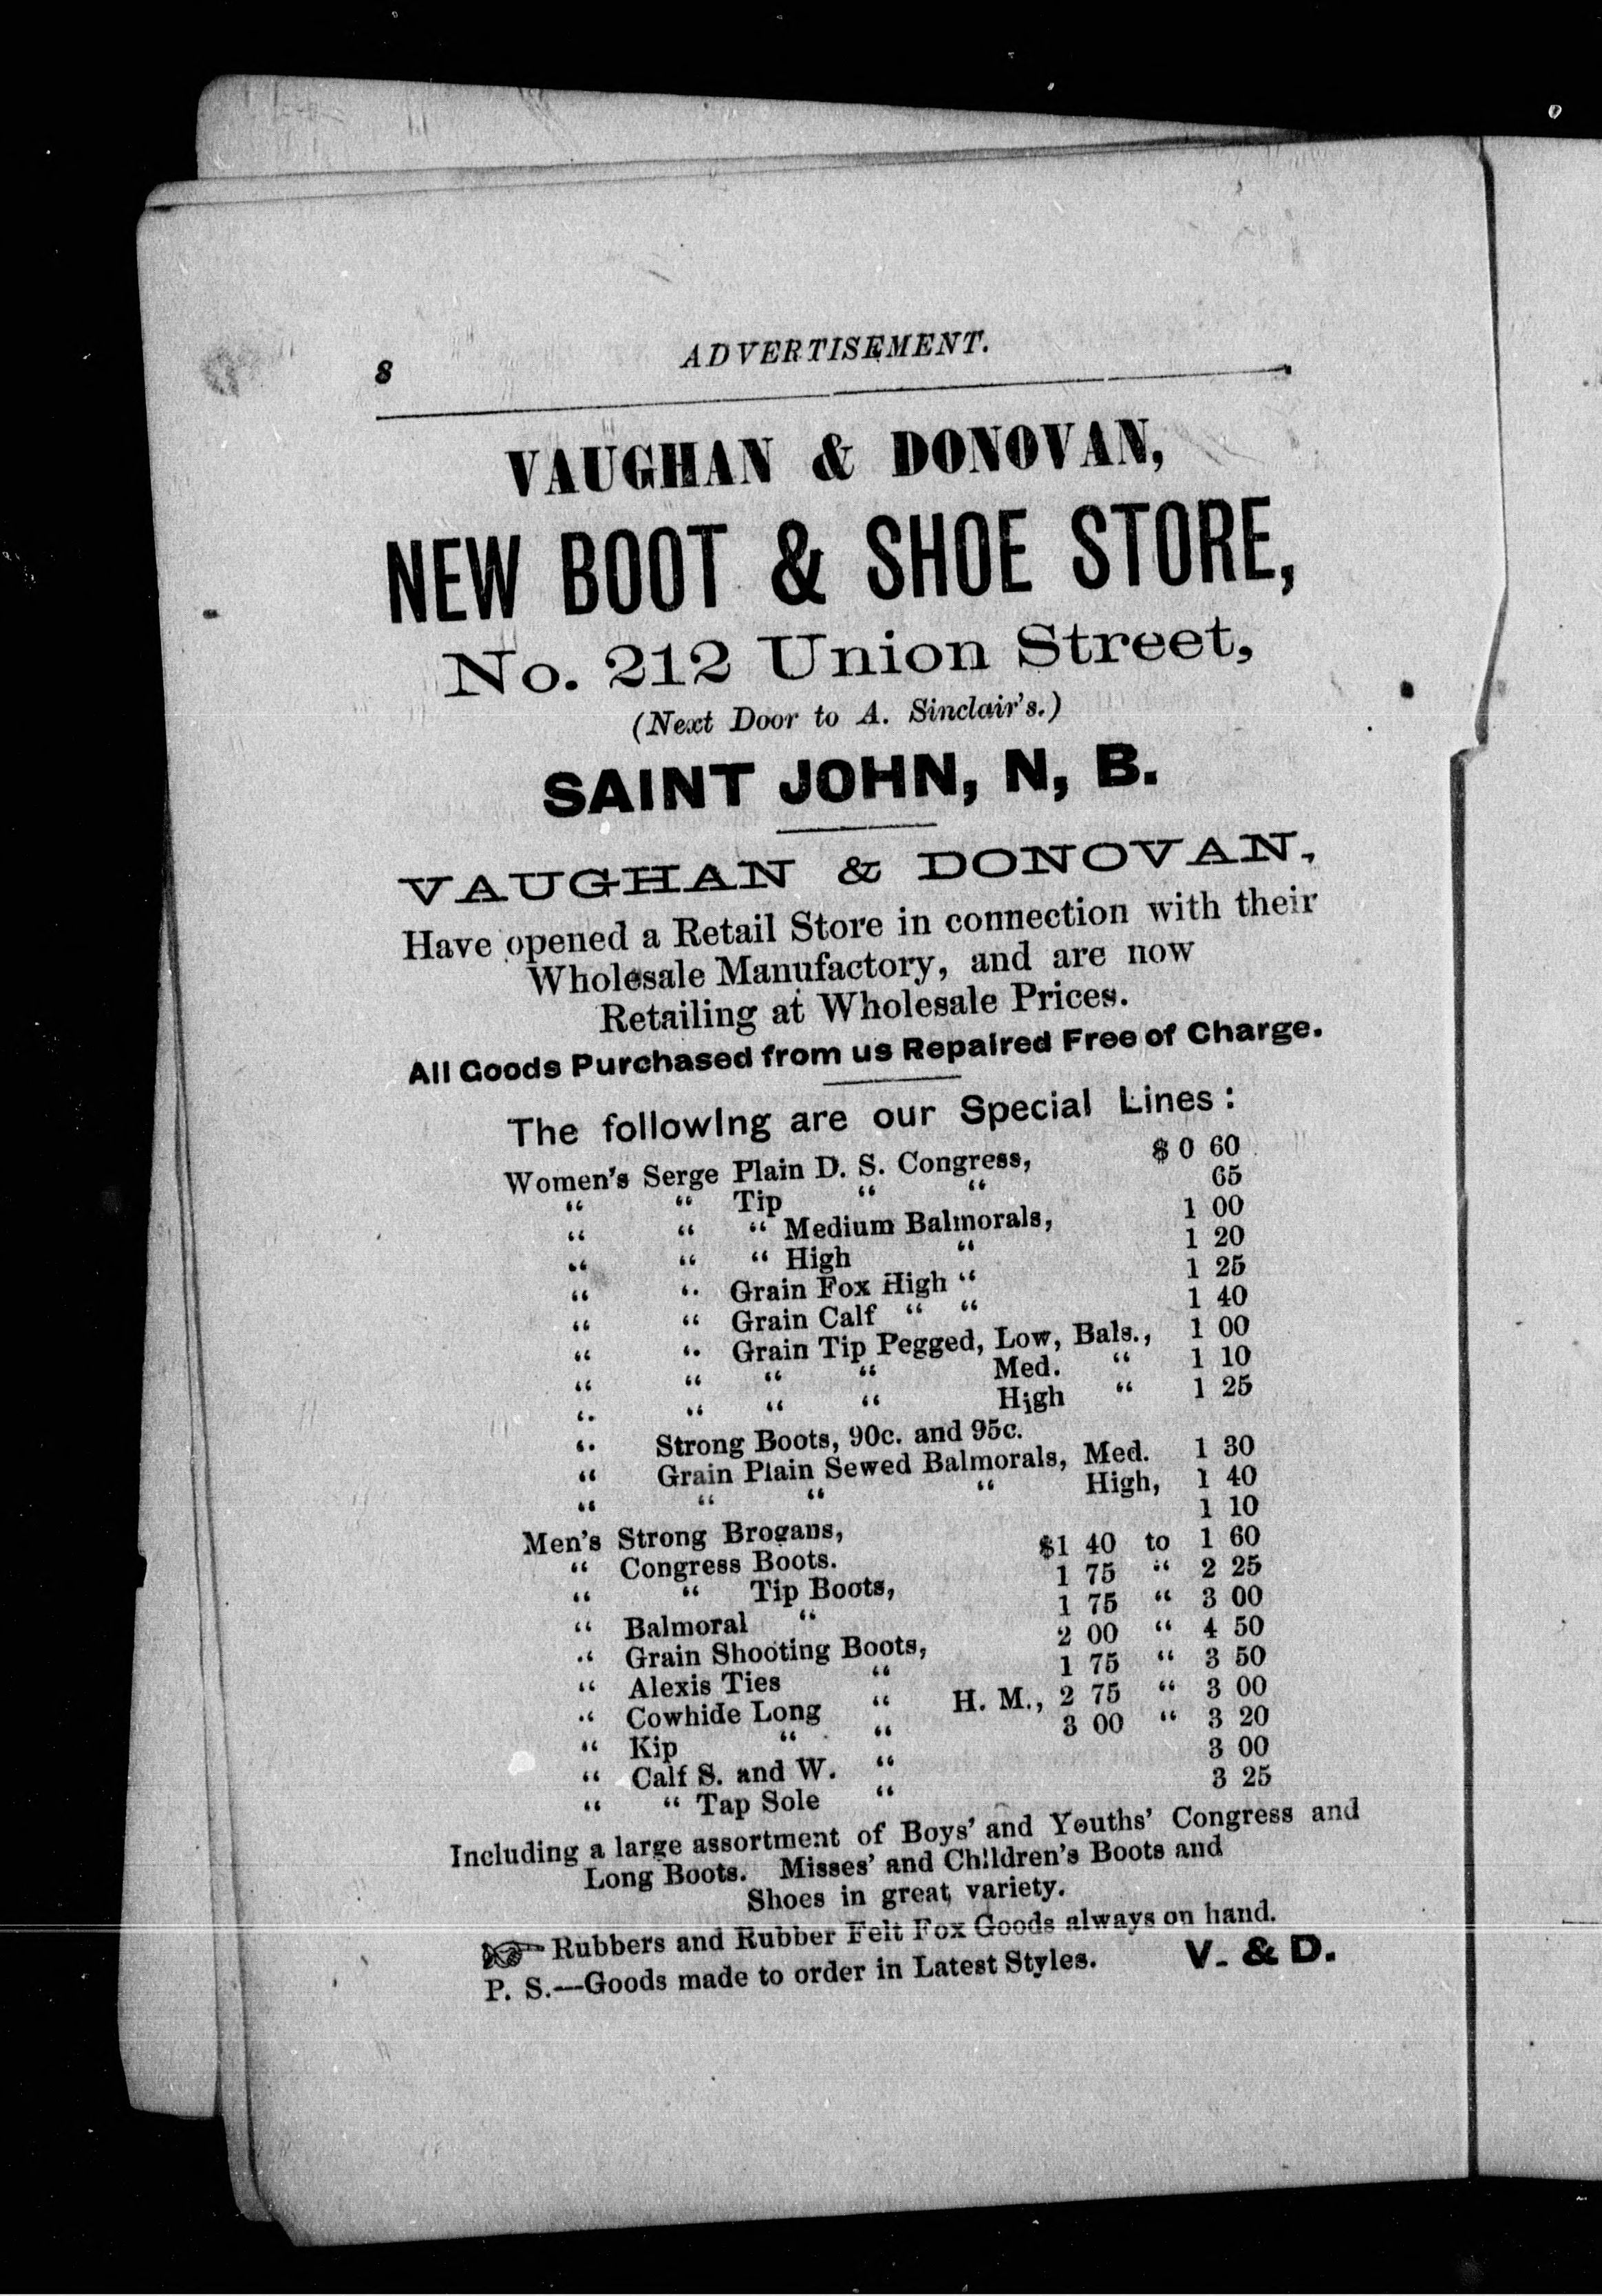 8
ADVERTISEMENT.
VAUGHAN & DONOVAN,
NEW BOOT & SHOE STORE,
No. 212 Union Street,
(Next Door to A. Sinclair's.)
SAINT JOHN, N, B.
VAUGHAN & DONOVAN,
Have opened a Retail Store in connection with their
Wholesale Manufactory, and are now
Retailing at Wholesale Prices.
All Goods Purchased from us Repaired Free of Charge.
The following are our Special Lines:
Women's Serge Plain D. S. Congress, $0 60
" " Tip " " 65
" " " Medium Balmorals, 1 00
" " " High " 1 20
" " Grain Fox High " 1 25
" " Grain Calf " " 1 40
" " Grain Tip Pegged, Low, Bals., 1 00
" " " " Med. " 1 10
" " " " High " 1 25
" Strong Boots, 90c. and 95c.
" Grain Plain Sewed Balmorals, Med. 1 30
" " " " High, 1 40
Men's Strong Brogans, 1 10
" Congress Boots. $1 40 to 1 60
" " Tip Boots, 1 75 " 2 25
" Balmoral " 1 75 " 3 00
" Grain Shooting Boots, 2 00 " 4 50
" Alexis Ties " 1 75 " 3 50
" Cowhide Long " H. M., 2 75 " 3 00
" Kip " " 3 00 " 3 20
" Calf S. and W. " 3 00
" " Tap Sole " 3 25
Including a large assortment of Boys' and Youths' Congress and
Long Boots. Misses' and Children's Boots and
Shoes in great variety.
☞ Rubbers and Rubber Felt Fox Goods always on hand.
P. S.—Goods made to order in Latest Styles. V. & D.